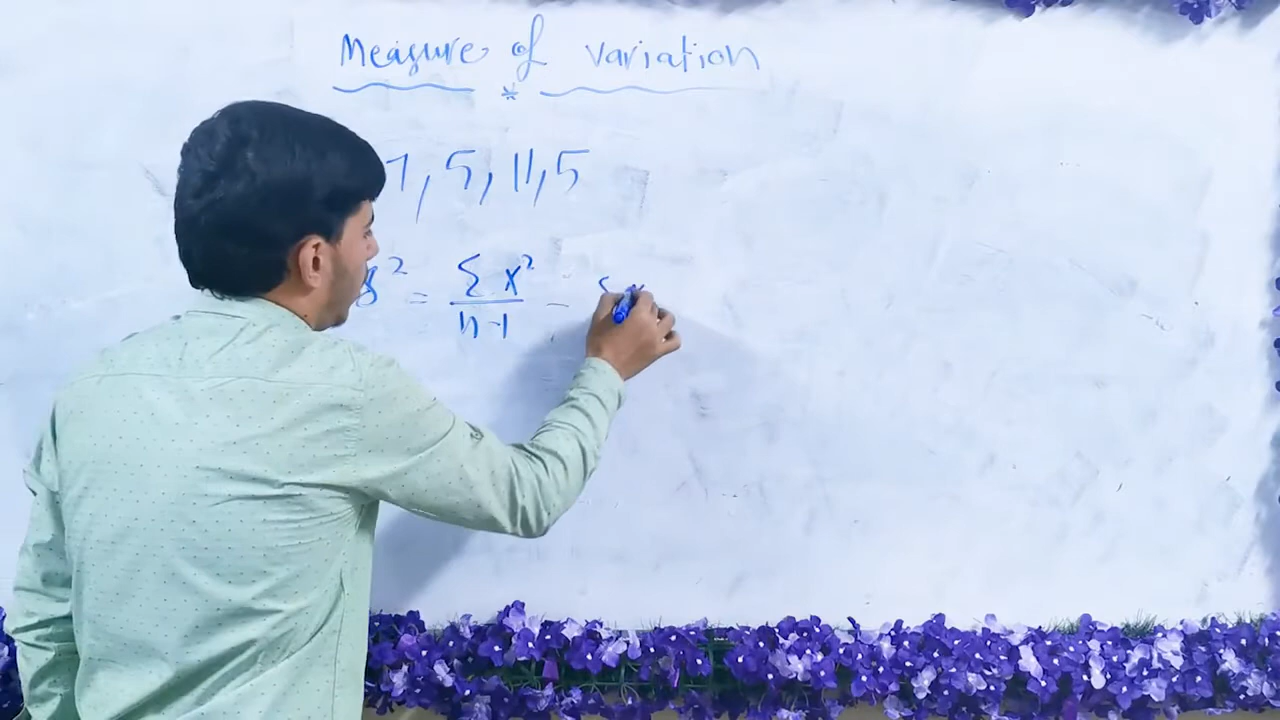 Measure of variation
*
7, 5, 11, 5
s² = Σx² / n-1 - Σ